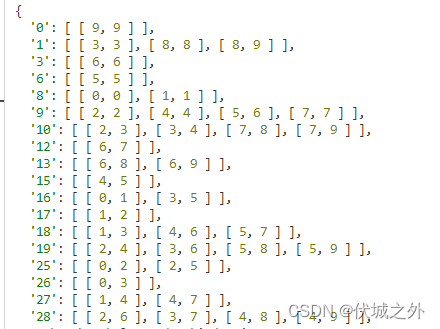 {
'0': [ [ 9, 9 ] ],
'1': [ [ 3, 3 ], [ 8, 8 ], [ 8, 9 ] ],
'3': [ [ 6, 6 ] ],
'6': [ [ 5, 5 ] ],
'8': [ [ 0, 0 ], [ 1, 1 ] ],
'9': [ [ 2, 2 ], [ 4, 4 ], [ 5, 6 ], [ 7, 7 ] ],
'10': [ [ 2, 3 ], [ 3, 4 ], [ 7, 8 ], [ 7, 9 ] ],
'12': [ [ 6, 7 ] ],
'13': [ [ 6, 8 ], [ 6, 9 ] ],
'15': [ [ 4, 5 ] ],
'16': [ [ 0, 1 ], [ 3, 5 ] ],
'17': [ [ 1, 2 ] ],
'18': [ [ 1, 3 ], [ 4, 6 ], [ 5, 7 ] ],
'19': [ [ 2, 4 ], [ 3, 6 ], [ 5, 8 ], [ 5, 9 ] ],
'25': [ [ 0, 2 ], [ 2, 5 ] ],
'26': [ [ 0, 3 ] ],
'27': [ [ 1, 4 ], [ 4, 7 ] ],
'28': [ [ 2, 6 ], [ 3, 7 ], [ 4, 8 ], [ 4, 9 ] ],
CSDN @伏城之外